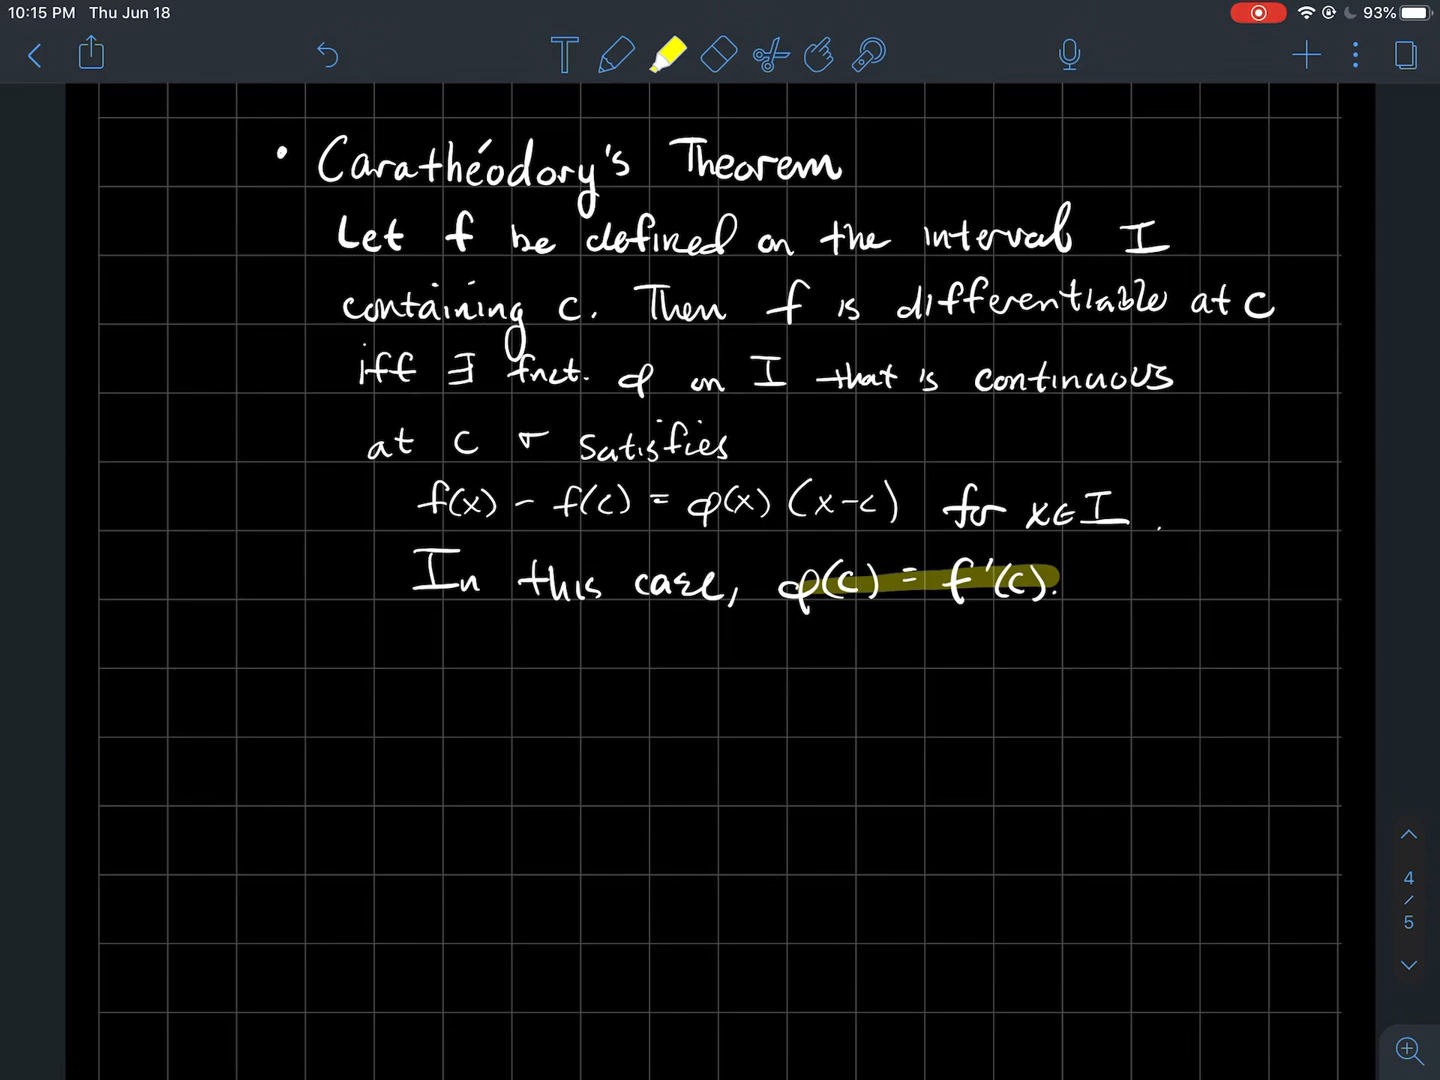 10:15 PM Thu Jun 18
93%
• Carathéodory's Theorem
Let f be defined on the interval I
containing c. Then f is differentiable at c
iff ∃ fnct. φ on I that is continuous
at c & satisfies
f(x) - f(c) = φ(x) (x-c) for x∈I.
In this case, φ(c) = f'(c).
4
/
5